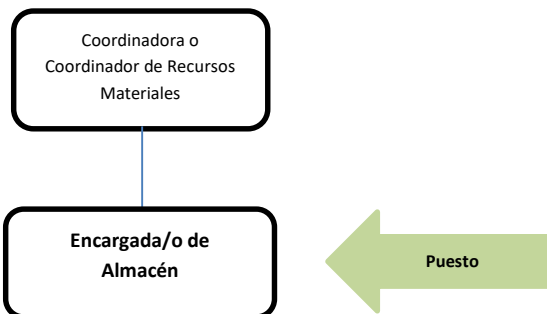 Coordinadora o
Coordinador de Recursos
Materiales
Encargada/o de
Almacén
Puesto